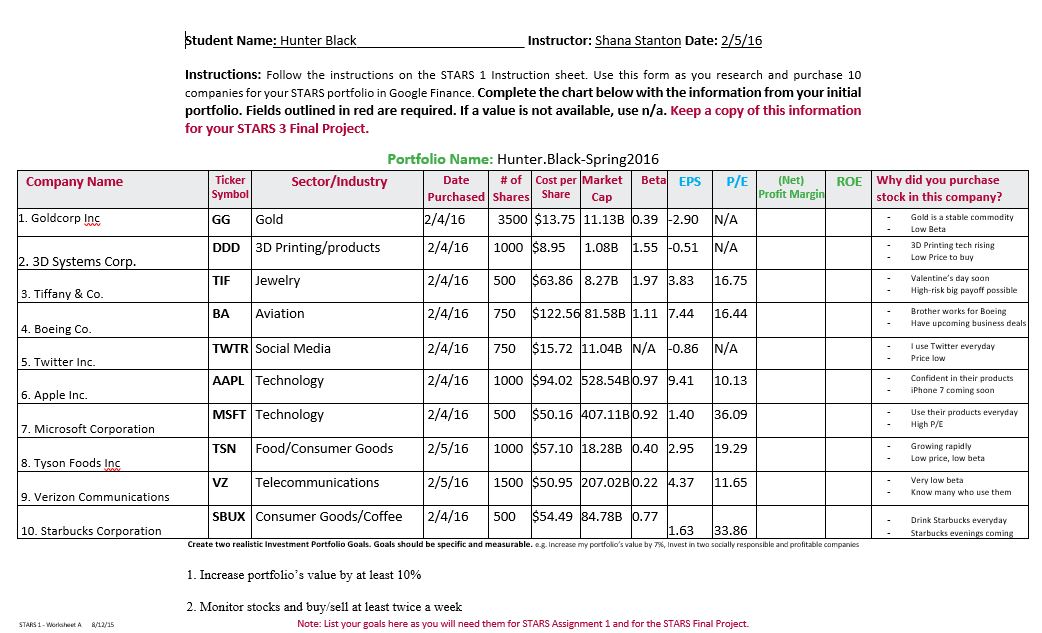 Student Name: Hunter Black Instructor: Shana Stanton Date: 2/5/16
Instructions: Follow the instructions on the STARS 1 Instruction sheet. Use this form as you research and purchase 10
companies for your STARS portfolio in Google Finance. Complete the chart below with the information from your initial
portfolio. Fields outlined in red are required. If a value is not available, use n/a. Keep a copy of this information
for your STARS 3 Final Project.
Portfolio Name: Hunter.Black-Spring2016
Company Name Ticker Symbol Sector/Industry Date Purchased # of Shares Cost per Share Market Cap Beta EPS P/E (Net) Profit Margin ROE Why did you purchase stock in this company?
1. Goldcorp Inc GG Gold 2/4/16 3500 $13.75 11.13B 0.39 -2.90 N/A - Gold is a stable commodity
- Low Beta
2. 3D Systems Corp. DDD 3D Printing/products 2/4/16 1000 $8.95 1.08B 1.55 -0.51 N/A - 3D Printing tech rising
- Low Price to buy
3. Tiffany & Co. TIF Jewelry 2/4/16 500 $63.86 8.27B 1.97 3.83 16.75 - Valentine's day soon
- High-risk big payoff possible
4. Boeing Co. BA Aviation 2/4/16 750 $122.56 81.58B 1.11 7.44 16.44 - Brother works for Boeing
- Have upcoming business deals
5. Twitter Inc. TWTR Social Media 2/4/16 750 $15.72 11.04B N/A -0.86 N/A - I use Twitter everyday
- Price low
6. Apple Inc. AAPL Technology 2/4/16 1000 $94.02 528.54B 0.97 9.41 10.13 - Confident in their products
- iPhone 7 coming soon
7. Microsoft Corporation MSFT Technology 2/4/16 500 $50.16 407.11B 0.92 1.40 36.09 - Use their products everyday
- High P/E
8. Tyson Foods Inc TSN Food/Consumer Goods 2/5/16 1000 $57.10 18.28B 0.40 2.95 19.29 - Growing rapidly
- Low price, low beta
9. Verizon Communications VZ Telecommunications 2/5/16 1500 $50.95 207.02B 0.22 4.37 11.65 - Very low beta
- Know many who use them
10. Starbucks Corporation SBUX Consumer Goods/Coffee 2/4/16 500 $54.49 84.78B 0.77 1.63 33.86 - Drink Starbucks everyday
- Starbucks evenings coming
Create two realistic Investment Portfolio Goals. Goals should be specific and measurable. e.g. Increase my portfolio's value by 7%, Invest in two socially responsible and profitable companies
1. Increase portfolio's value by at least 10%
2. Monitor stocks and buy/sell at least twice a week
STARS 1 - Worksheet A 8/12/15 Note: List your goals here as you will need them for STARS Assignment 1 and for the STARS Final Project.